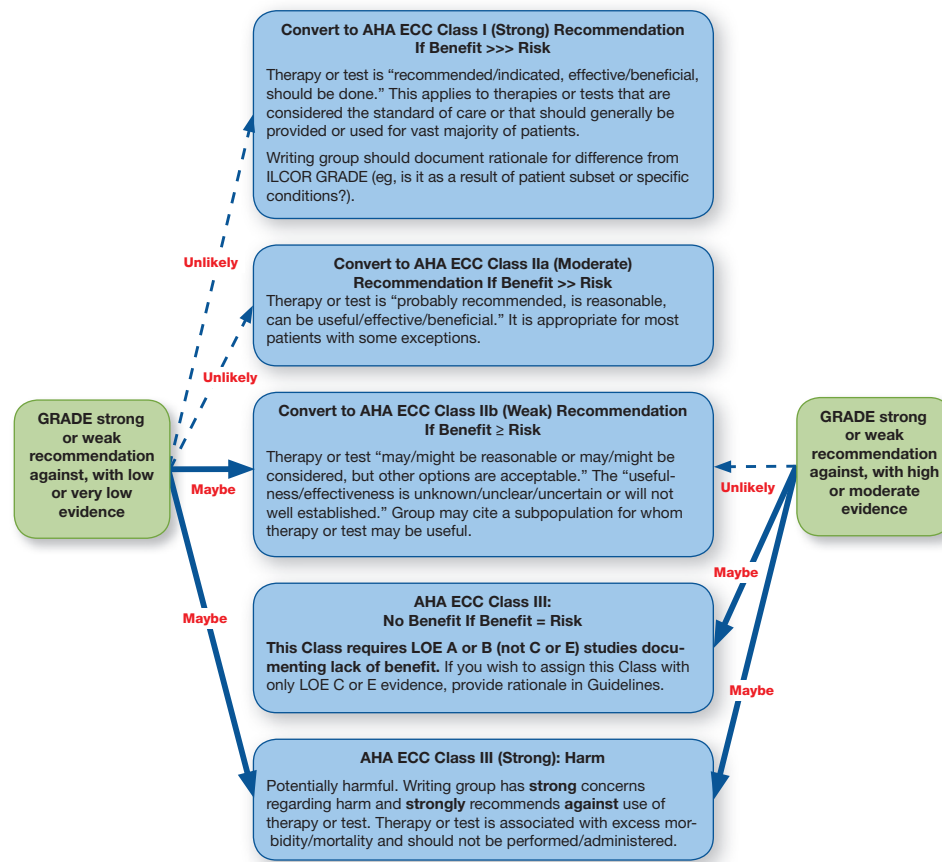 Convert to AHA ECC Class I (Strong) Recommendation
If Benefit >>> Risk
Therapy or test is “recommended/indicated, effective/beneficial,
should be done.” This applies to therapies or tests that are
considered the standard of care or that should generally be
provided or used for vast majority of patients.
Writing group should document rationale for difference from
ILCOR GRADE (eg, is it as a result of patient subset or specific
conditions?).
Unlikely
Convert to AHA ECC Class IIa (Moderate)
Recommendation If Benefit >> Risk
Therapy or test is “probably recommended, is reasonable,
can be useful/effective/beneficial.” It is appropriate for most
patients with some exceptions.
Unlikely
GRADE strong
or weak
recommendation
against, with low
or very low
evidence
Maybe
Convert to AHA ECC Class IIb (Weak) Recommendation
If Benefit ≥ Risk
Therapy or test “may/might be reasonable or may/might be
considered, but other options are acceptable.” The “useful-
ness/effectiveness is unknown/unclear/uncertain or will not
well established.” Group may cite a subpopulation for whom
therapy or test may be useful.
Unlikely
GRADE strong
or weak
recommendation
against, with high
or moderate
evidence
Maybe
Maybe
AHA ECC Class III:
No Benefit If Benefit = Risk
This Class requires LOE A or B (not C or E) studies docu-
menting lack of benefit. If you wish to assign this Class with
only LOE C or E evidence, provide rationale in Guidelines.
Maybe
AHA ECC Class III (Strong): Harm
Potentially harmful. Writing group has strong concerns
regarding harm and strongly recommends against use of
therapy or test. Therapy or test is associated with excess mor-
bidity/mortality and should not be performed/administered.